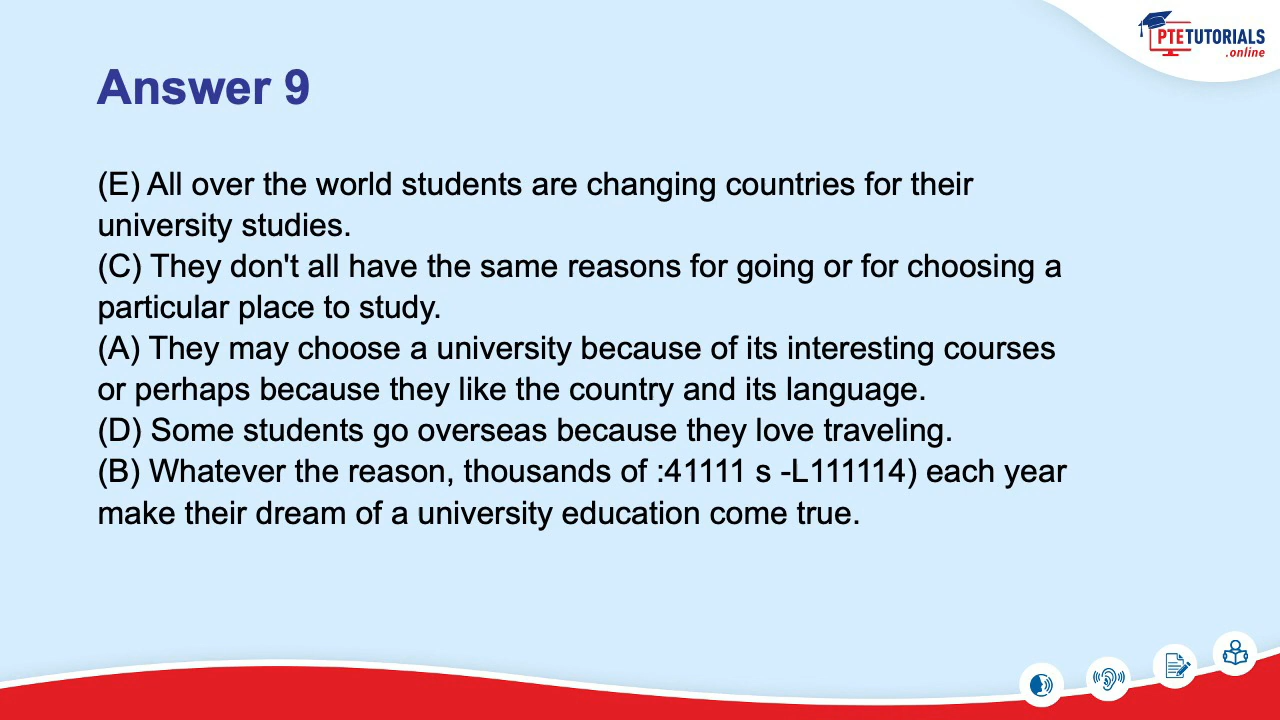 PTETUTORIALS
.online
Answer 9
(E) All over the world students are changing countries for their
university studies.
(C) They don't all have the same reasons for going or for choosing a
particular place to study.
(A) They may choose a university because of its interesting courses
or perhaps because they like the country and its language.
(D) Some students go overseas because they love traveling.
(B) Whatever the reason, thousands of :41111 s -L111114) each year
make their dream of a university education come true.